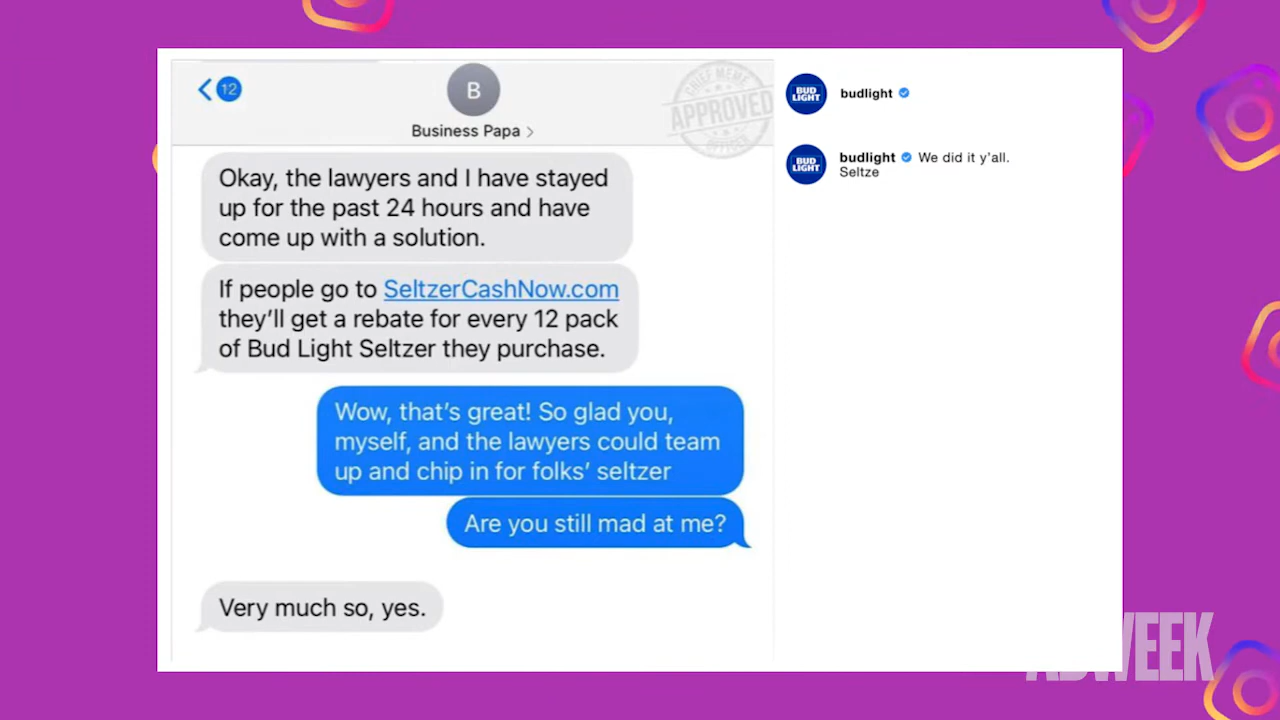 12
B
Business Papa >
CHIEF MEME
APPROVED
OFFICER
Okay, the lawyers and I have stayed
up for the past 24 hours and have
come up with a solution.
If people go to SeltzerCashNow.com
they'll get a rebate for every 12 pack
of Bud Light Seltzer they purchase.
Wow, that's great! So glad you,
myself, and the lawyers could team
up and chip in for folks' seltzer
Are you still mad at me?
Very much so, yes.
BUD
LIGHT
budlight
BUD
LIGHT
budlight We did it y'all.
Seltze
ADWEEK